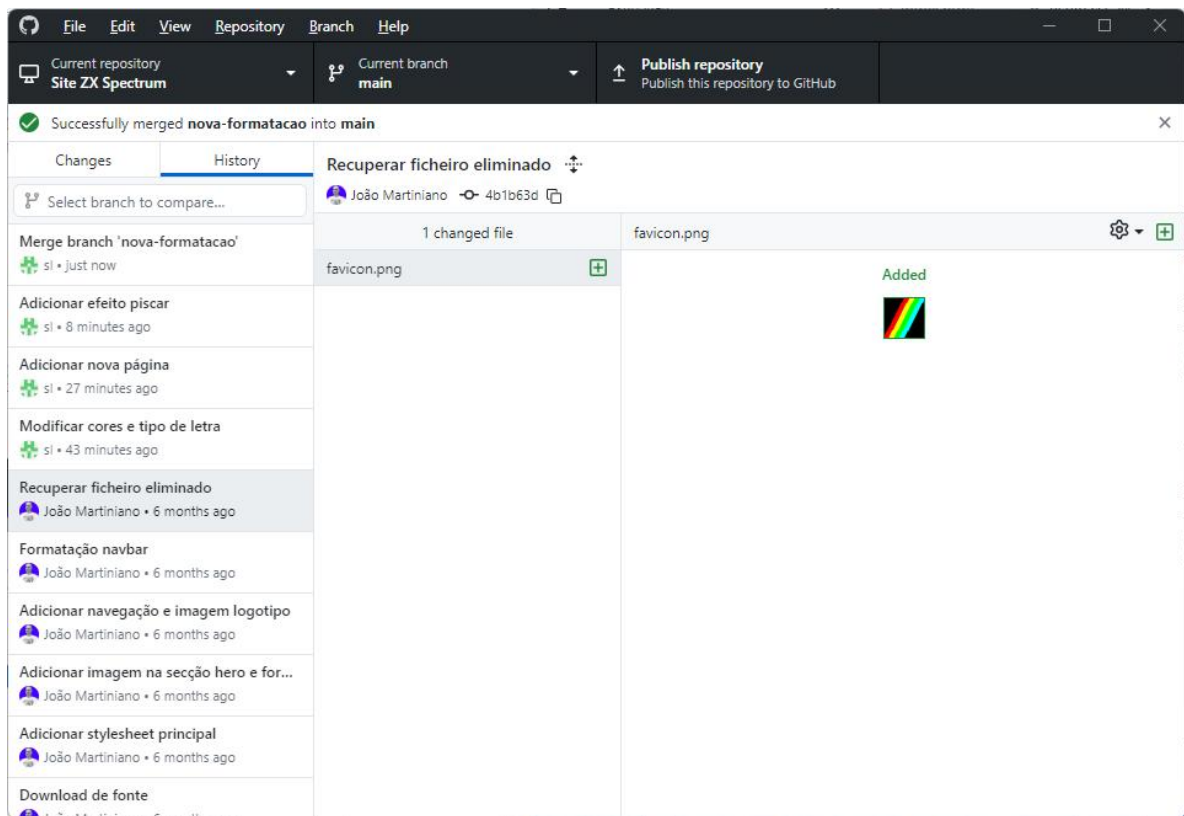 File Edit View Repository Branch Help
Current repository
Site ZX Spectrum
Current branch
main
Publish repository
Publish this repository to GitHub
Successfully merged nova-formatacao into main
Changes History
Select branch to compare...
Merge branch 'nova-formatacao'
sl • just now
Adicionar efeito piscar
sl • 8 minutes ago
Adicionar nova página
sl • 27 minutes ago
Modificar cores e tipo de letra
sl • 43 minutes ago
Recuperar ficheiro eliminado
João Martiniano • 6 months ago
Formatação navbar
João Martiniano • 6 months ago
Adicionar navegação e imagem logotipo
João Martiniano • 6 months ago
Adicionar imagem na secção hero e for...
João Martiniano • 6 months ago
Adicionar stylesheet principal
João Martiniano • 6 months ago
Download de fonte
Recuperar ficheiro eliminado
João Martiniano 4b1b63d
1 changed file
favicon.png
favicon.png
Added